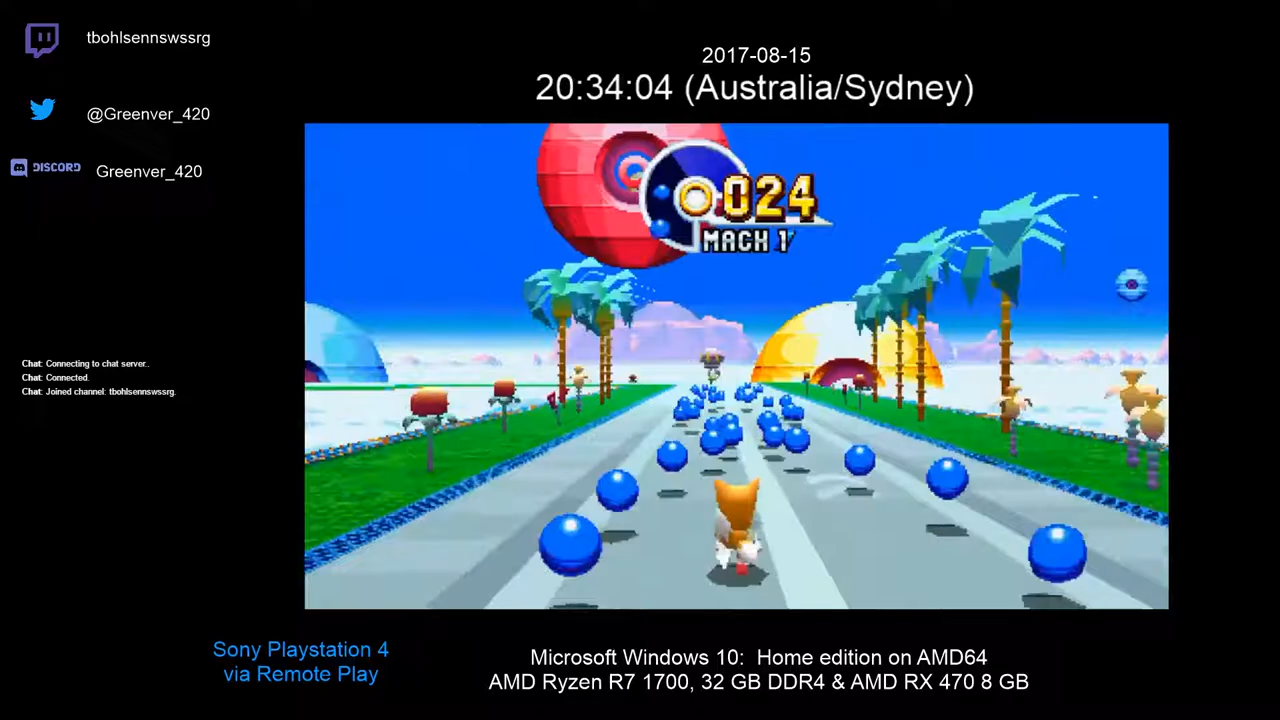 tbohlsennswssrg
2017-08-15
20:34:04 (Australia/Sydney)
@Greenver_420
DISCORD Greenver_420
024
MACH 1
Chat: Connecting to chat server..
Chat: Connected.
Chat: Joined channel: tbohlsennswssrg.
Sony Playstation 4
via Remote Play
Microsoft Windows 10:  Home edition on AMD64
AMD Ryzen R7 1700, 32 GB DDR4 & AMD RX 470 8 GB